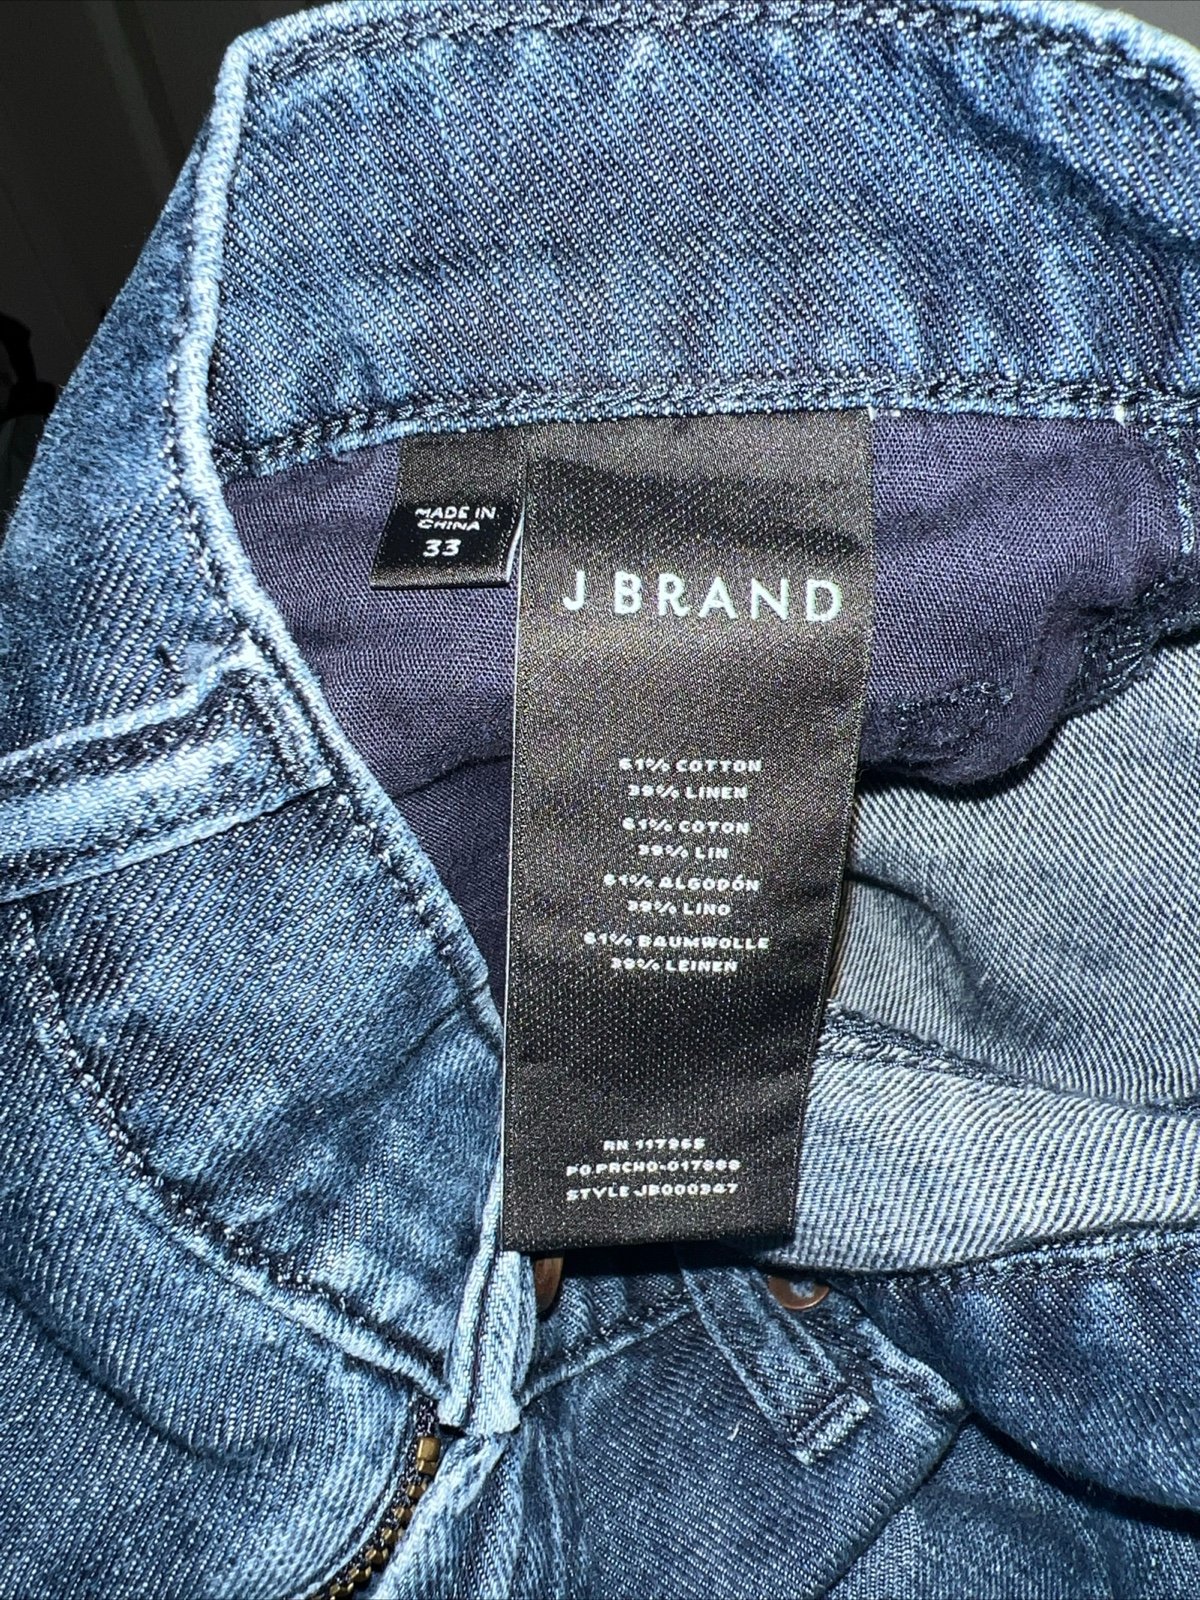 MADE IN
CHINA
33
J BRAND
61% COTTON
39% LINEN
61% COTON
39% LIN
61% ALGODÓN
39% LINO
61% BAUMWOLLE
39% LEINEN
RN 117965
STYLE JB000247